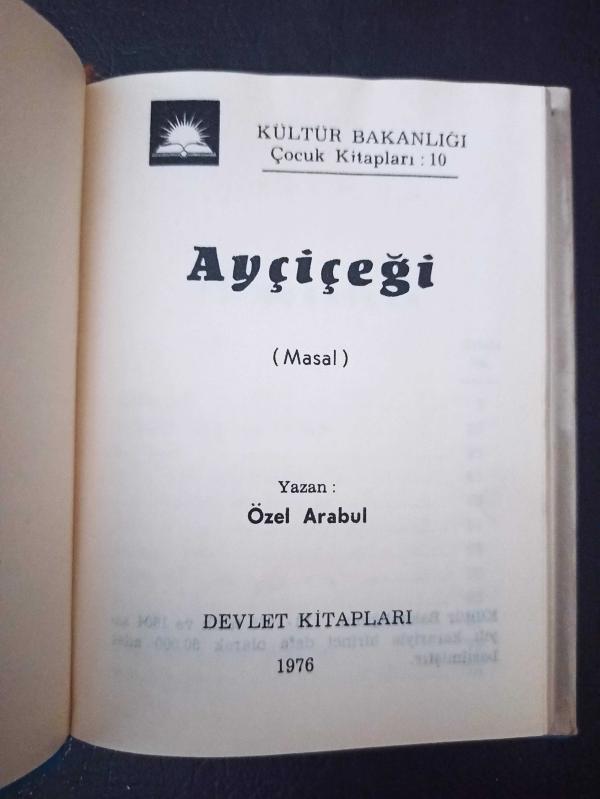 KÜLTÜR BAKANLIĞI
Çocuk Kitapları : 10
Ayçiçeği
(Masal)
Yazan :
Özel Arabul
DEVLET KİTAPLARI
1976